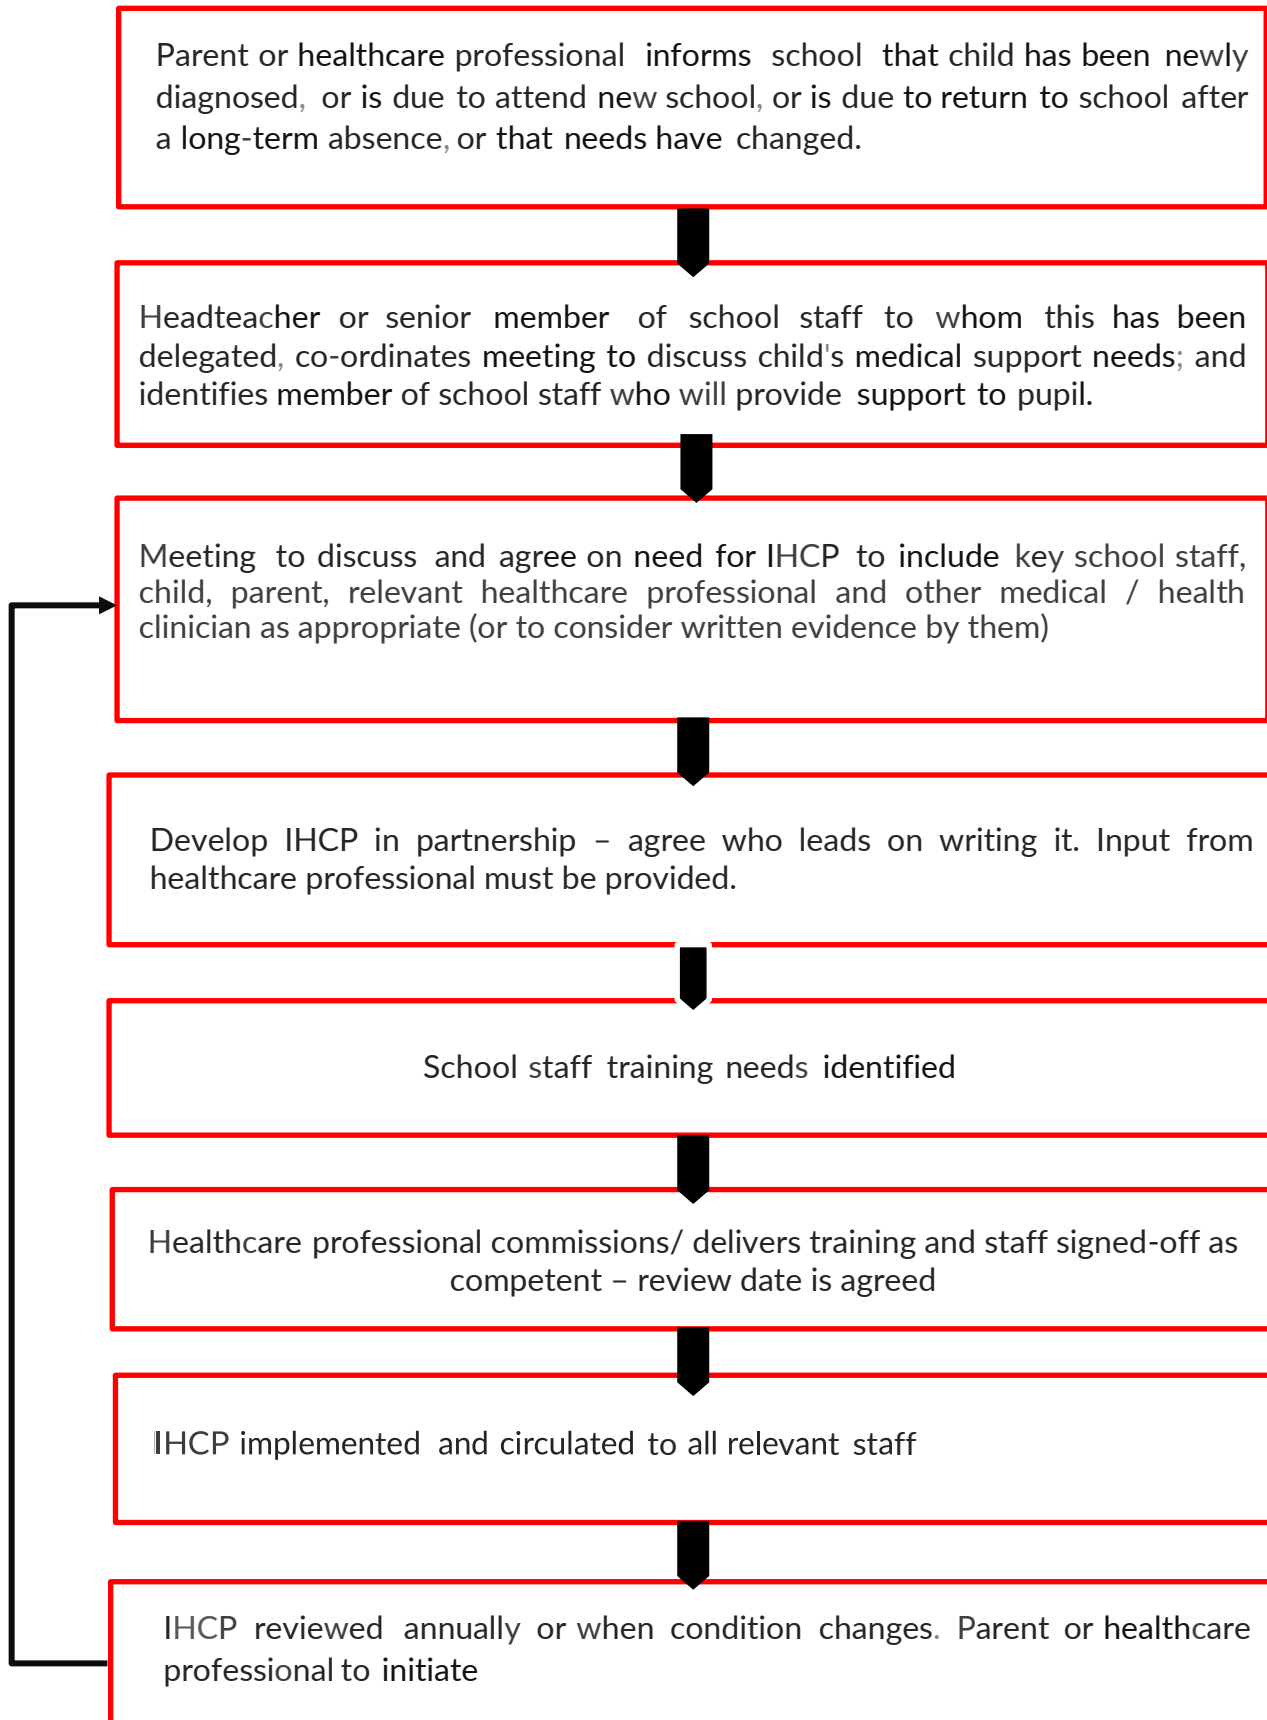 Parent or healthcare professional informs school that child has been newly
diagnosed, or is due to attend new school, or is due to return to school after
a long-term absence, or that needs have changed.
Headteacher or senior member of school staff to whom this has been
delegated, co-ordinates meeting to discuss child's medical support needs; and
identifies member of school staff who will provide support to pupil.
Meeting to discuss and agree on need for IHCP to include key school staff,
child, parent, relevant healthcare professional and other medical / health
clinician as appropriate (or to consider written evidence by them)
Develop IHCP in partnership – agree who leads on writing it. Input from
healthcare professional must be provided.
School staff training needs identified
Healthcare professional commissions/ delivers training and staff signed-off as
competent – review date is agreed
IHCP implemented and circulated to all relevant staff
IHCP reviewed annually or when condition changes. Parent or healthcare
professional to initiate